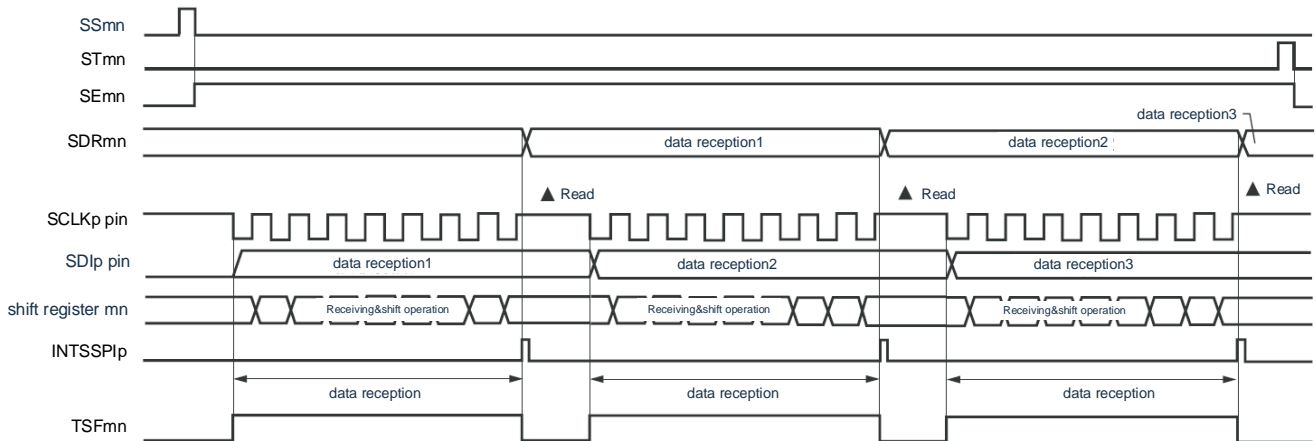 SSmn
STmn
SEmn
data reception3
SDRmn
data reception1
data reception2
Read
Read
Read
SCLKp pin
SDIp pin
data reception1
data reception2
data reception3
shift register mn
Receiving&shift operation
Receiving&shift operation
Receiving&shift operation
INTSSPIp
data reception
data reception
data reception
TSFmn